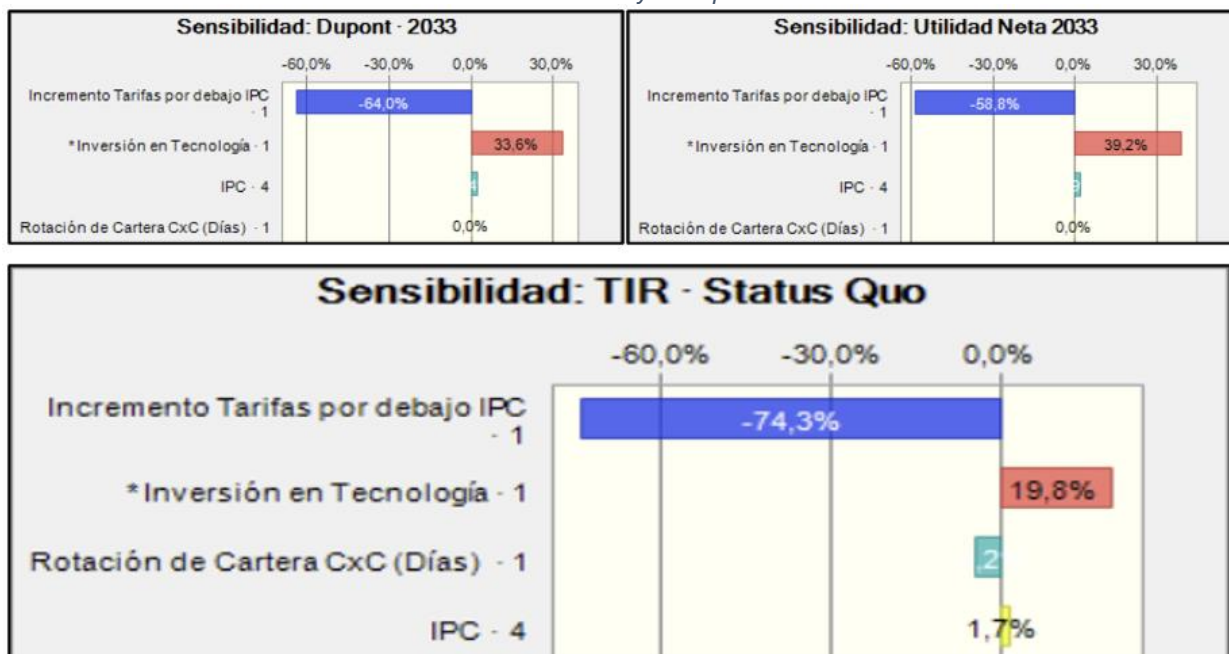 Sensibilidad: Dupont - 2033
-60,0% -30,0% 0,0% 30,0%
Incremento Tarifas por debajo IPC
- 1
-64,0%
*Inversión en Tecnología - 1
33,6%
IPC - 4
Rotación de Cartera CxC (Días) - 1
0,0%
Sensibilidad: Utilidad Neta 2033
-60,0% -30,0% 0,0% 30,0%
Incremento Tarifas por debajo IPC
- 1
-58,8%
*Inversión en Tecnología - 1
39,2%
IPC - 4
Rotación de Cartera CxC (Días) - 1
0,0%
Sensibilidad: TIR - Status Quo
-60,0% -30,0% 0,0%
Incremento Tarifas por debajo IPC
- 1
-74,3%
*Inversión en Tecnología - 1
19,8%
Rotación de Cartera CxC (Días) - 1
IPC - 4
1,7%